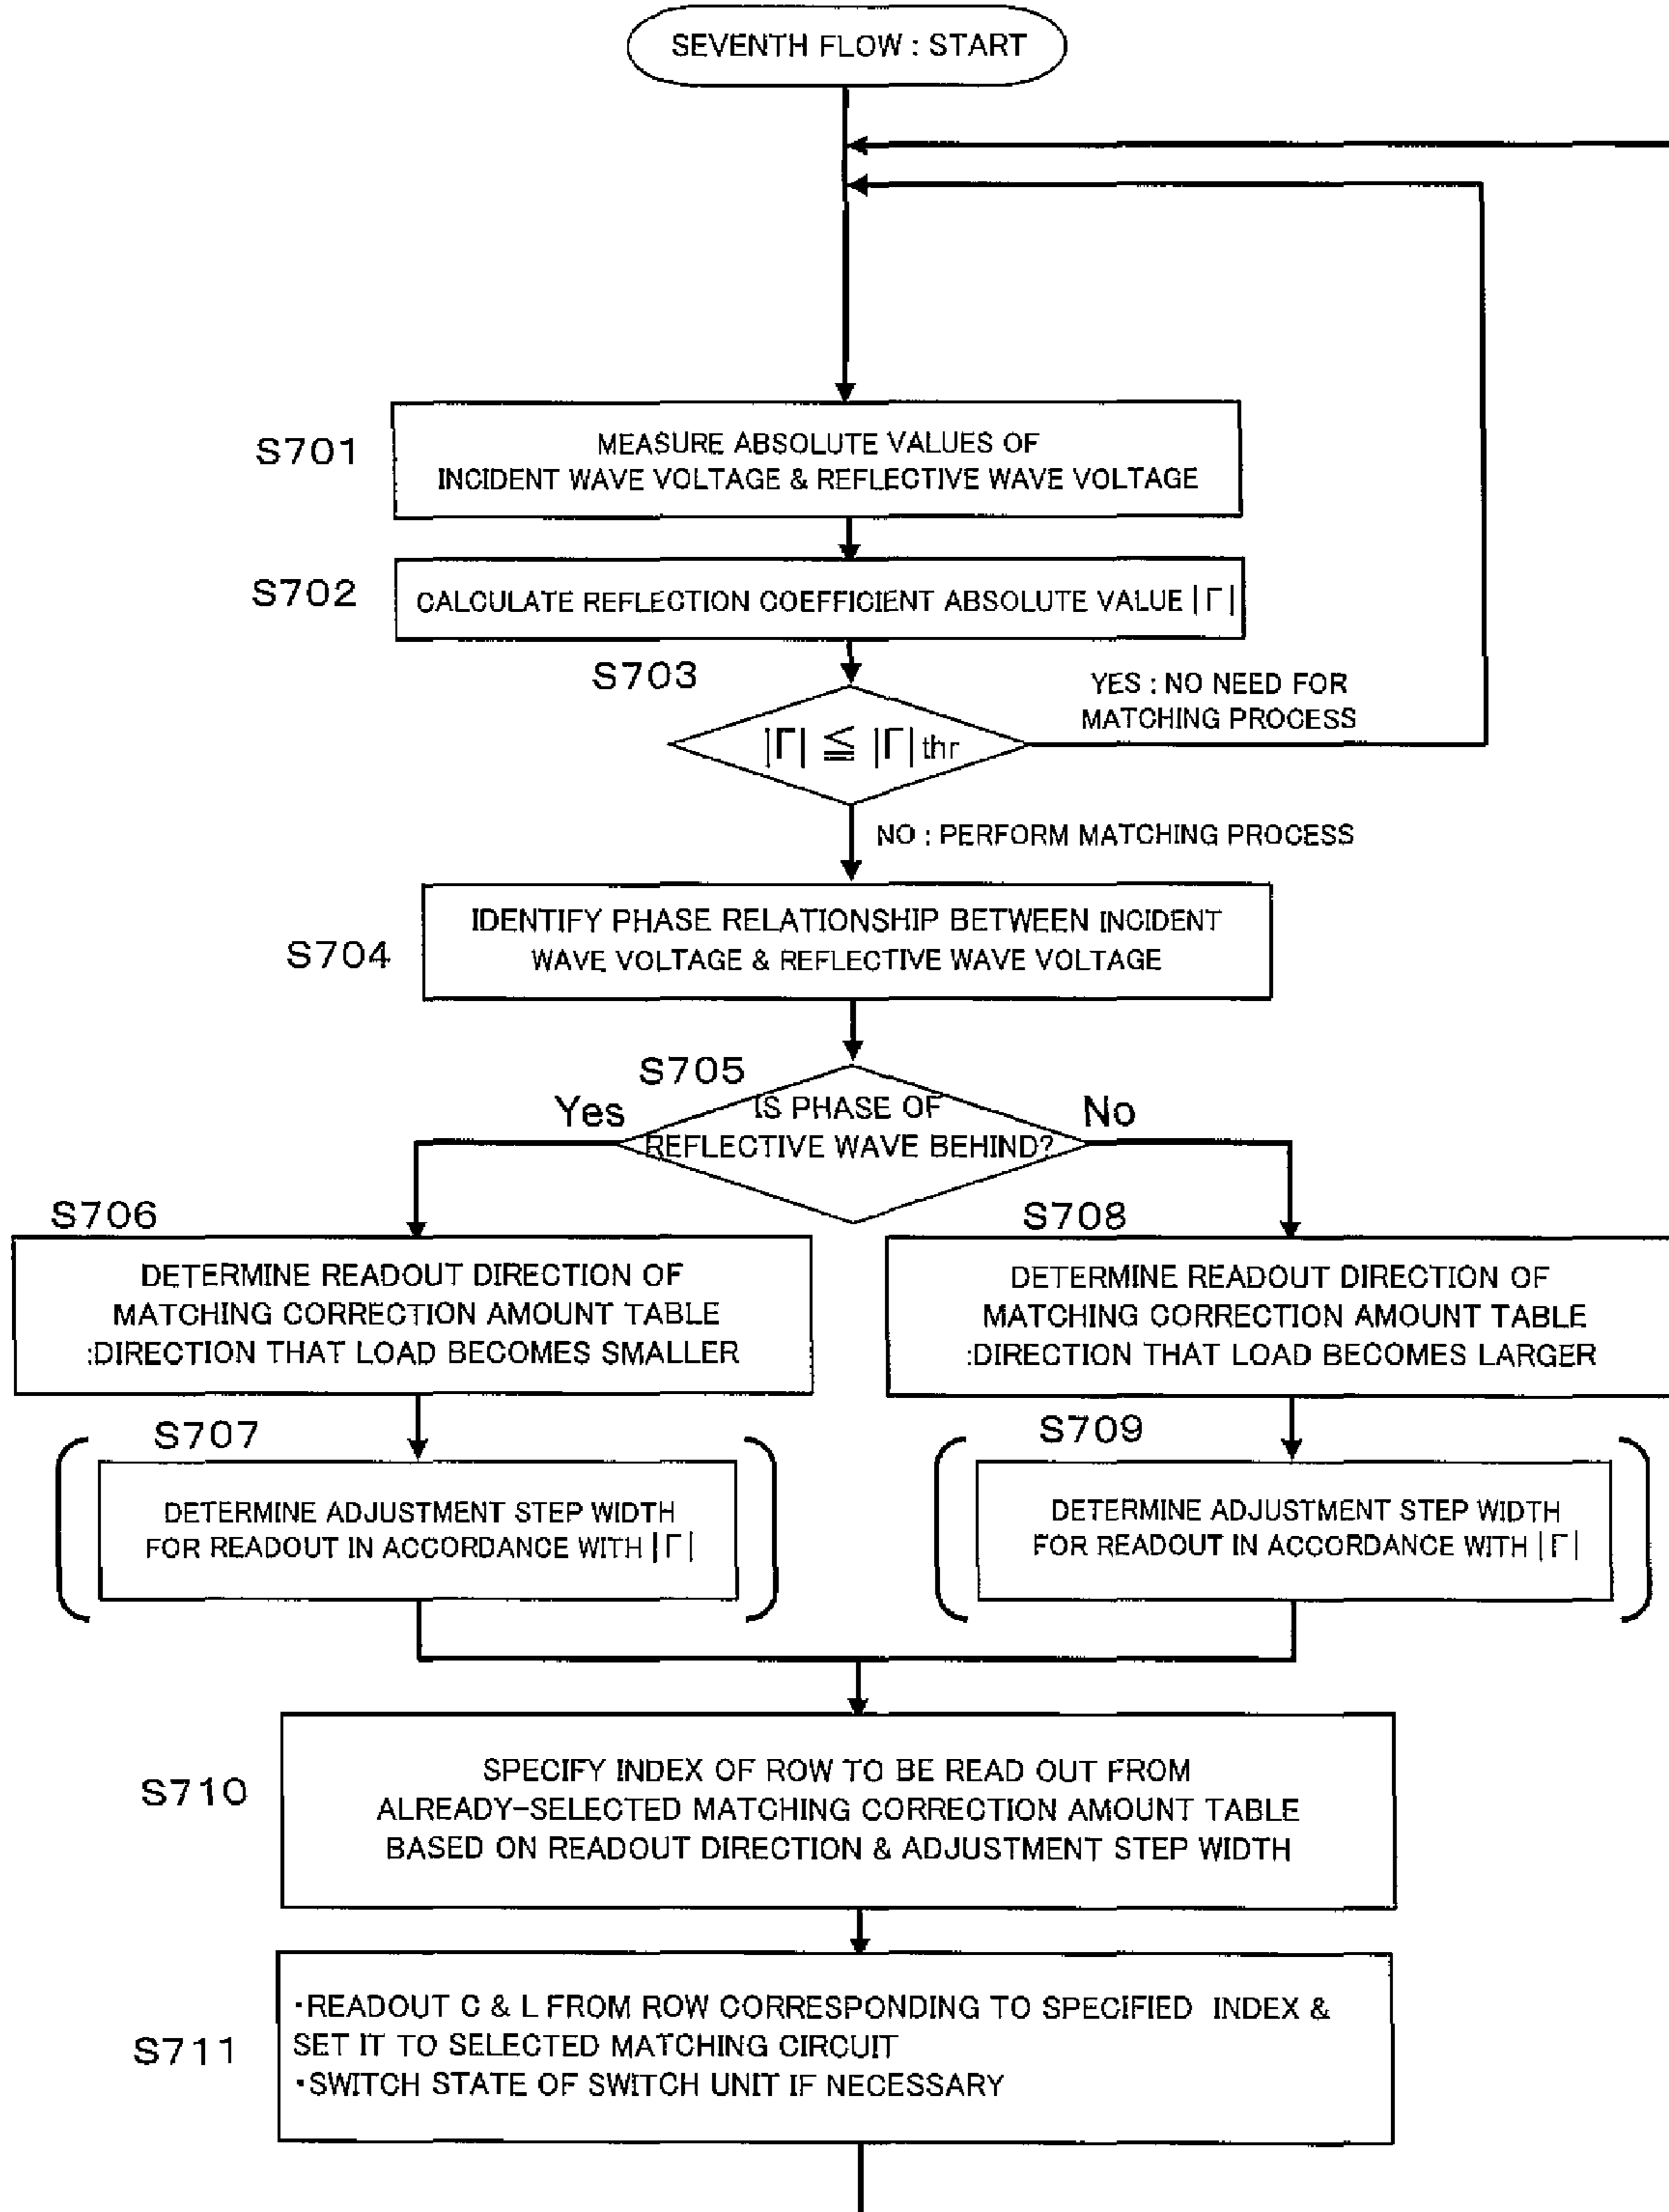 SEVENTH FLOW : START
S701
MEASURE ABSOLUTE VALUES OF
INCIDENT WAVE VOLTAGE & REFLECTIVE WAVE VOLTAGE
S702
CALCULATE REFLECTION COEFFICIENT ABSOLUTE VALUE |Γ|
S703
|Γ| ≦ |Γ| thr
YES : NO NEED FOR
MATCHING PROCESS
NO : PERFORM MATCHING PROCESS
S704
IDENTIFY PHASE RELATIONSHIP BETWEEN INCIDENT
WAVE VOLTAGE & REFLECTIVE WAVE VOLTAGE
S705
IS PHASE OF
REFLECTIVE WAVE BEHIND?
Yes
No
S706
DETERMINE READOUT DIRECTION OF
MATCHING CORRECTION AMOUNT TABLE
:DIRECTION THAT LOAD BECOMES SMALLER
S708
DETERMINE READOUT DIRECTION OF
MATCHING CORRECTION AMOUNT TABLE
:DIRECTION THAT LOAD BECOMES LARGER
S707
DETERMINE ADJUSTMENT STEP WIDTH
FOR READOUT IN ACCORDANCE WITH |Γ|
S709
DETERMINE ADJUSTMENT STEP WIDTH
FOR READOUT IN ACCORDANCE WITH |Γ|
S710
SPECIFY INDEX OF ROW TO BE READ OUT FROM
ALREADY-SELECTED MATCHING CORRECTION AMOUNT TABLE
BASED ON READOUT DIRECTION & ADJUSTMENT STEP WIDTH
S711
・READOUT C & L FROM ROW CORRESPONDING TO SPECIFIED INDEX &
SET IT TO SELECTED MATCHING CIRCUIT
・SWITCH STATE OF SWITCH UNIT IF NECESSARY